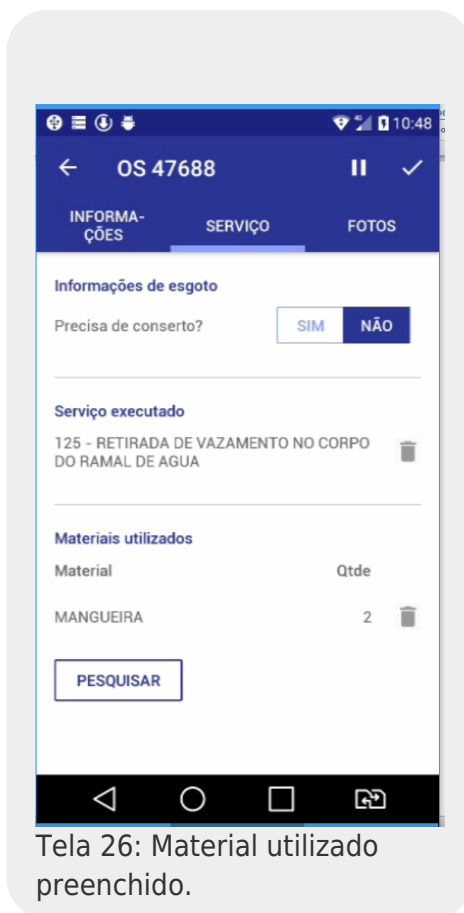 10:48
OS 47688
INFORMA-
ÇÕES
SERVIÇO
FOTOS
Informações de esgoto
Precisa de conserto?
SIM
NÃO
Serviço executado
125 - RETIRADA DE VAZAMENTO NO CORPO
DO RAMAL DE AGUA
Materiais utilizados
Material Qtde
MANGUEIRA 2
PESQUISAR
Tela 26: Material utilizado
preenchido.